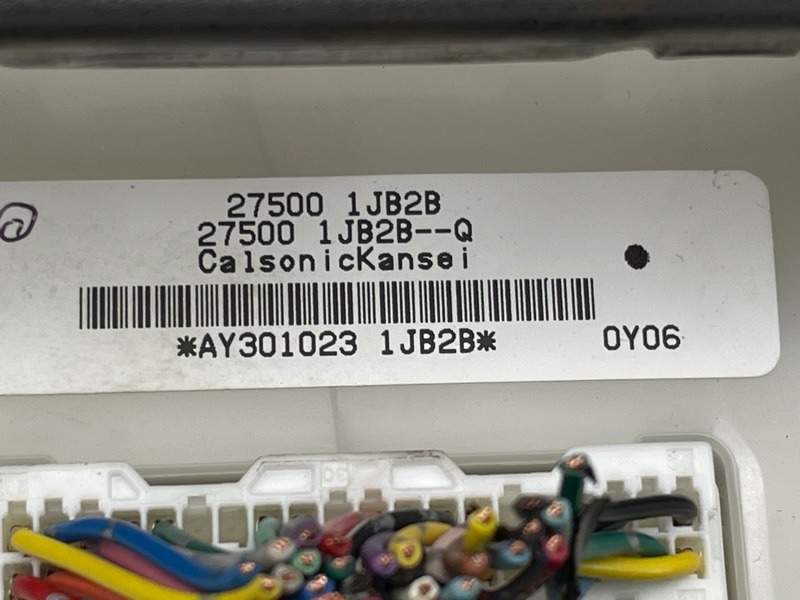 27500 1JB2B
27500 1JB2B--Q
CalsonicKansei
*AY301023 1JB2B*
0Y06